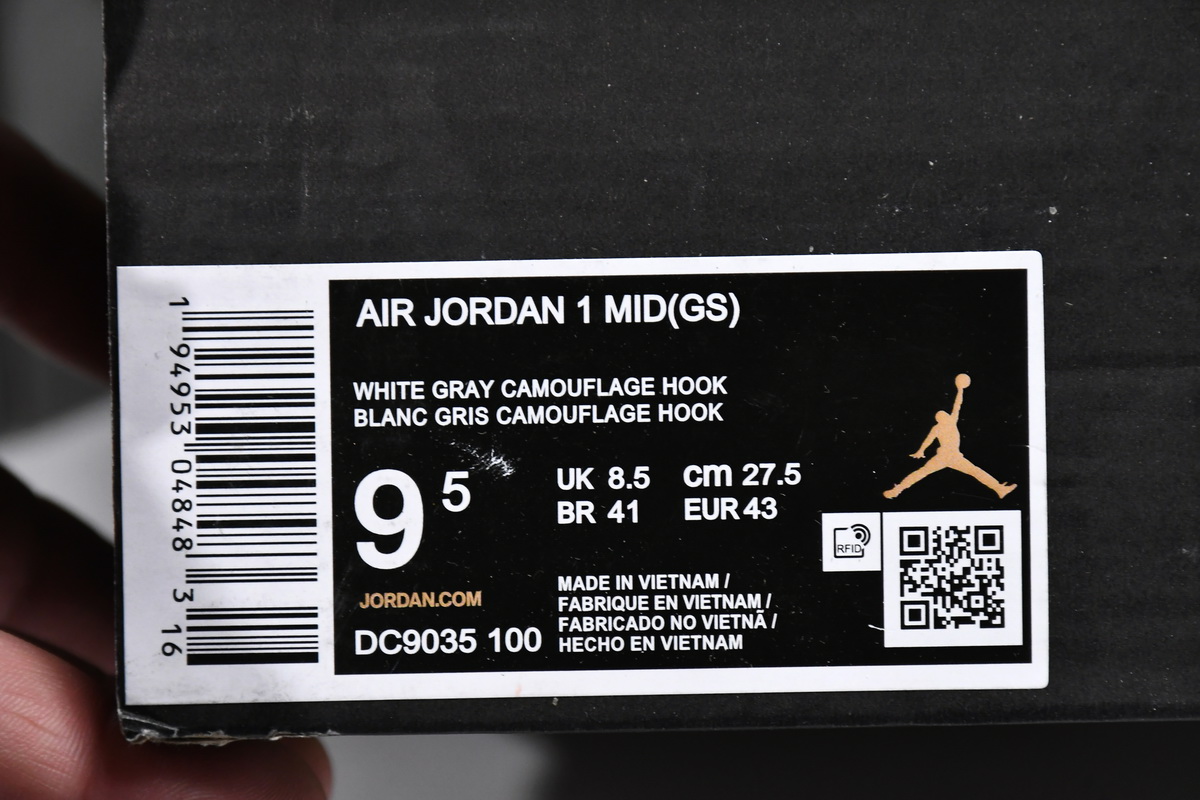 AIR JORDAN 1 MID(GS)
WHITE GRAY CAMOUFLAGE HOOK
BLANC GRIS CAMOUFLAGE HOOK
9 5
UK 8.5 cm 27.5
BR 41 EUR 43
JORDAN.COM
DC9035 100
MADE IN VIETNAM /
FABRIQUE EN VIETNAM /
FABRICADO NO VIETNÃ /
HECHO EN VIETNAM
RFID
1 94953 04848 3 16